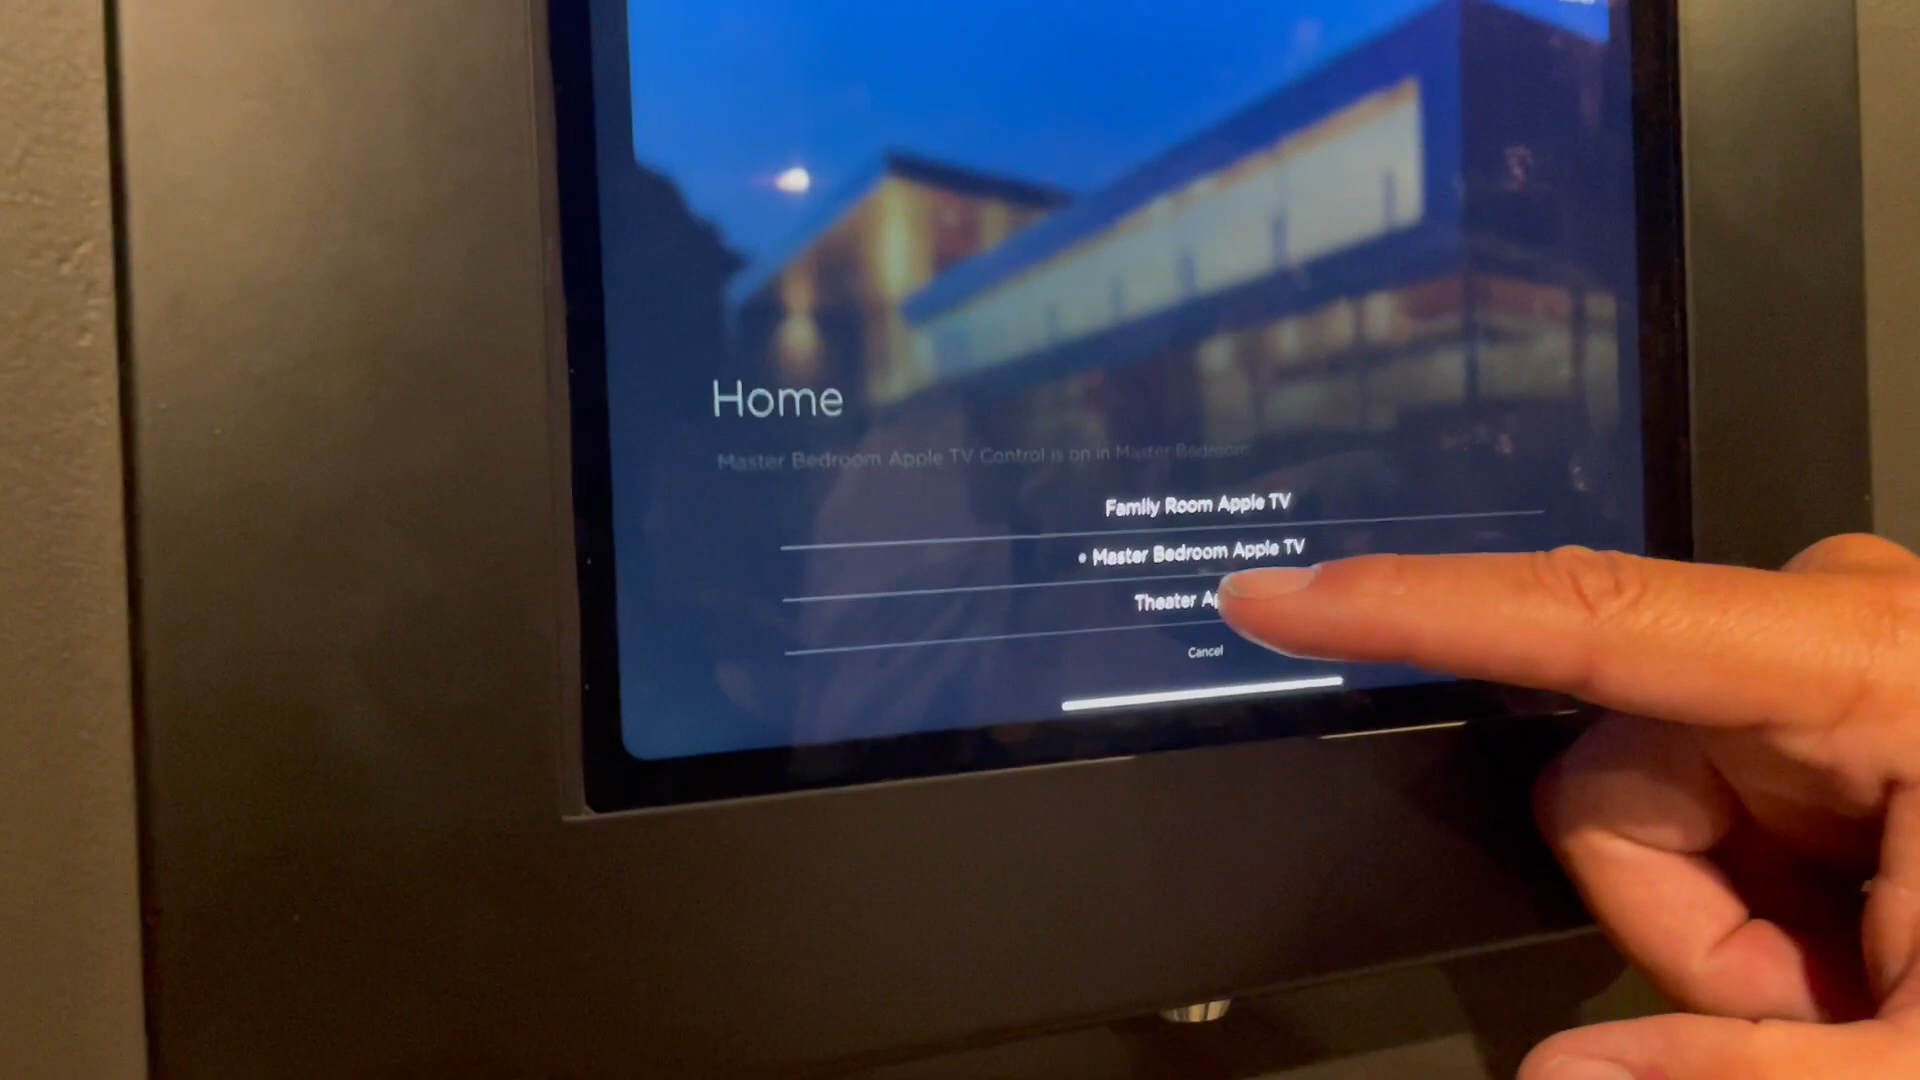 Home
Master Bedroom Apple TV Control is on in Master Bedroom
Family Room Apple TV
• Master Bedroom Apple TV
Theater
Cancel